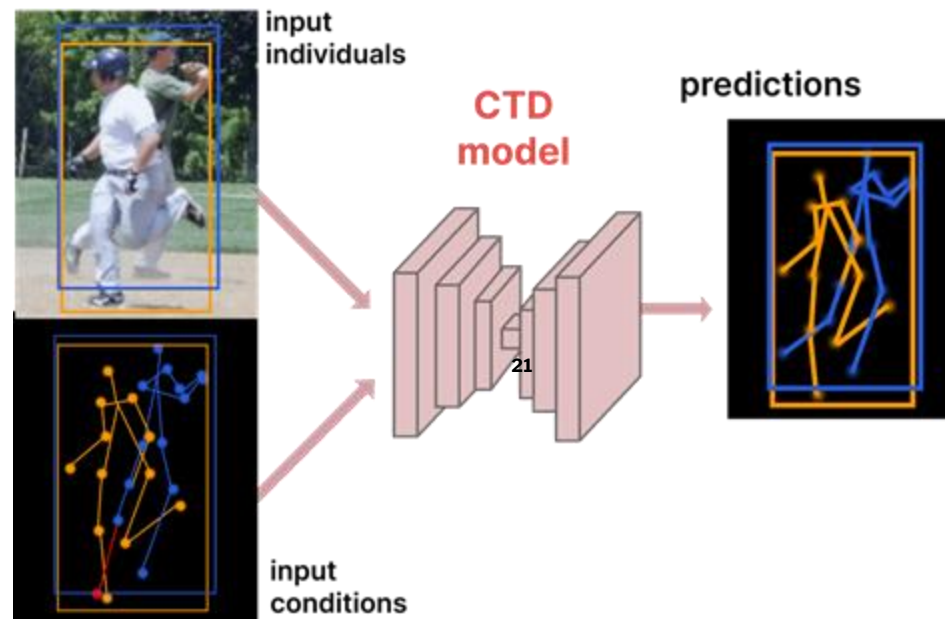 input
individuals
CTD
model
predictions
21
input
conditions